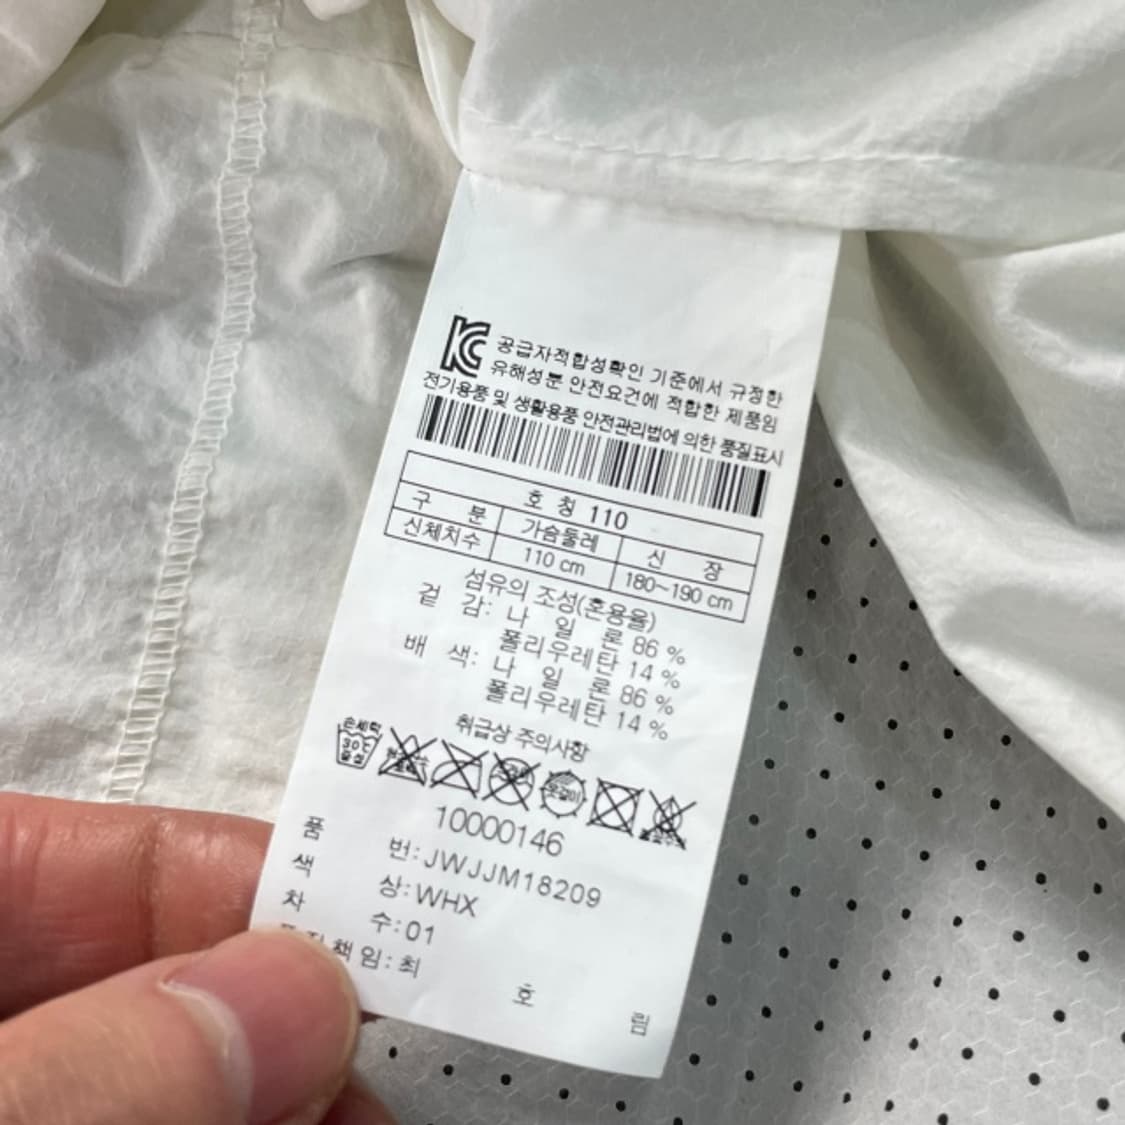 KC 공급자적합성확인 기준에서 규정한
유해성분 안전요건에 적합한 제품임
전기용품 및 생활용품 안전관리법에 의한 품질표시
호칭 110
구 분 가슴둘레 신 장
신체치수 110 cm 180~190 cm
섬유의 조성(혼용율)
겉 감: 나 일 론 86 %
폴리우레탄 14 %
배 색: 나 일 론 86 %
폴리우레탄 14 %
취급상 주의사항
손세탁
30℃
중성
옷걸이
10000146
품 번: JWJJM18209
색 상: WHX
차 수: 01
책임: 최 호 림